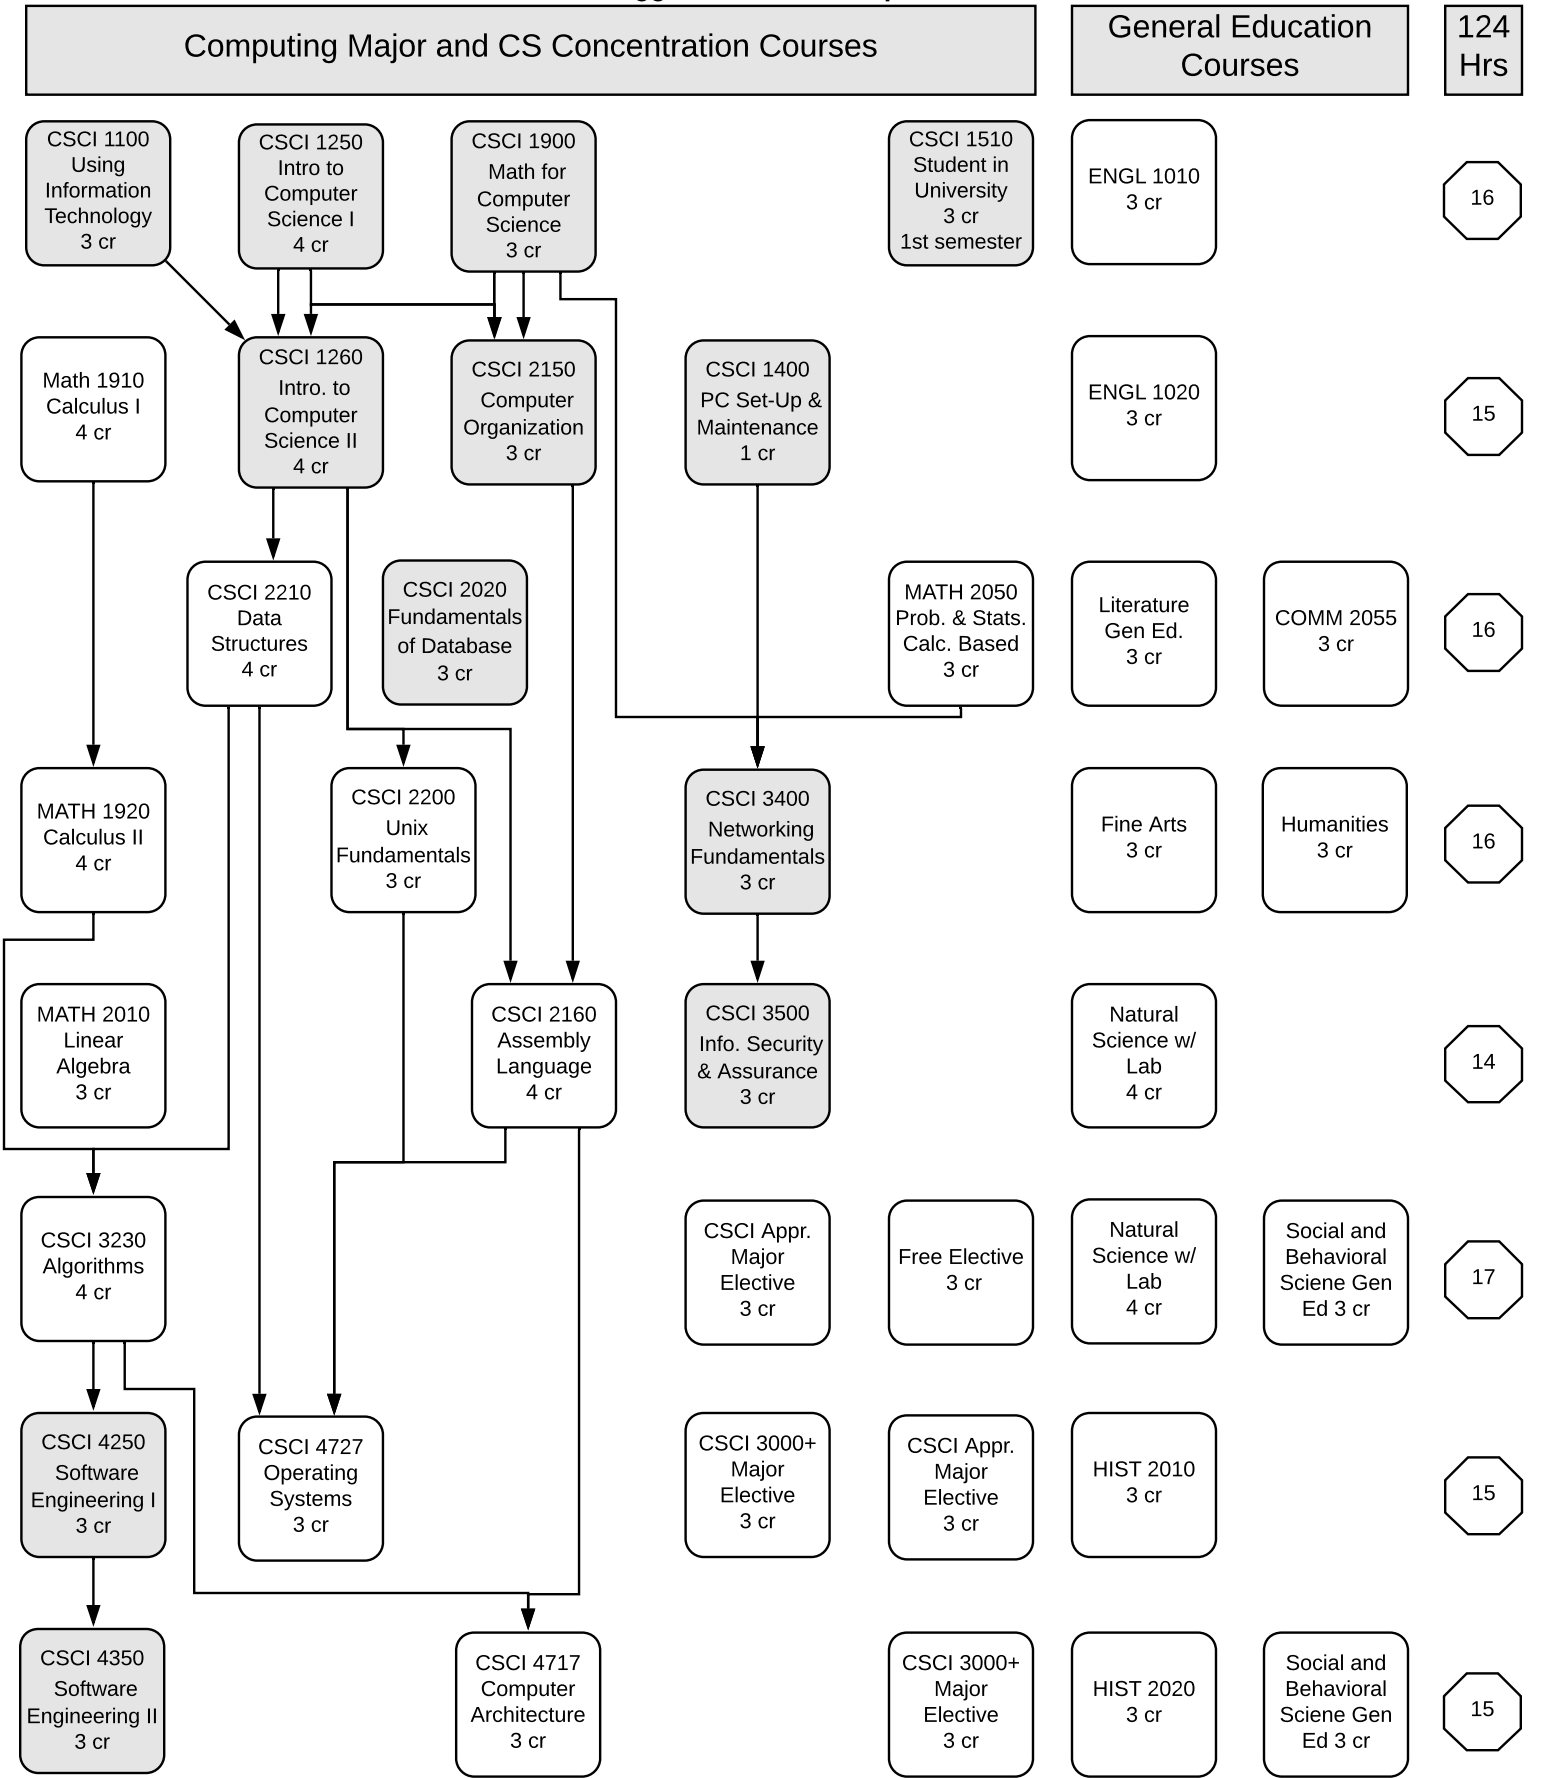 Computing Major and CS Concentration Courses
General Education
Courses
124
Hrs
CSCI 1100
Using
Information
Technology
3 cr
CSCI 1250
Intro to
Computer
Science I
4 cr
CSCI 1900
Math for
Computer
Science
3 cr
CSCI 1510
Student in
University
3 cr
1st semester
ENGL 1010
3 cr
16
Math 1910
Calculus I
4 cr
CSCI 1260
Intro. to
Computer
Science II
4 cr
CSCI 2150
Computer
Organization
3 cr
CSCI 1400
PC Set-Up &
Maintenance
1 cr
ENGL 1020
3 cr
15
CSCI 2210
Data
Structures
4 cr
CSCI 2020
Fundamentals
of Database
3 cr
MATH 2050
Prob. & Stats.
Calc. Based
3 cr
Literature
Gen Ed.
3 cr
COMM 2055
3 cr
16
MATH 1920
Calculus II
4 cr
CSCI 2200
Unix
Fundamentals
3 cr
CSCI 3400
Networking
Fundamentals
3 cr
Fine Arts
3 cr
Humanities
3 cr
16
MATH 2010
Linear
Algebra
3 cr
CSCI 2160
Assembly
Language
4 cr
CSCI 3500
Info. Security
& Assurance
3 cr
Natural
Science w/
Lab
4 cr
14
CSCI 3230
Algorithms
4 cr
CSCI Appr.
Major
Elective
3 cr
Free Elective
3 cr
Natural
Science w/
Lab
4 cr
Social and
Behavioral
Sciene Gen
Ed 3 cr
17
CSCI 4250
Software
Engineering I
3 cr
CSCI 4727
Operating
Systems
3 cr
CSCI 3000+
Major
Elective
3 cr
CSCI Appr.
Major
Elective
3 cr
HIST 2010
3 cr
15
CSCI 4350
Software
Engineering II
3 cr
CSCI 4717
Computer
Architecture
3 cr
CSCI 3000+
Major
Elective
3 cr
HIST 2020
3 cr
Social and
Behavioral
Sciene Gen
Ed 3 cr
15